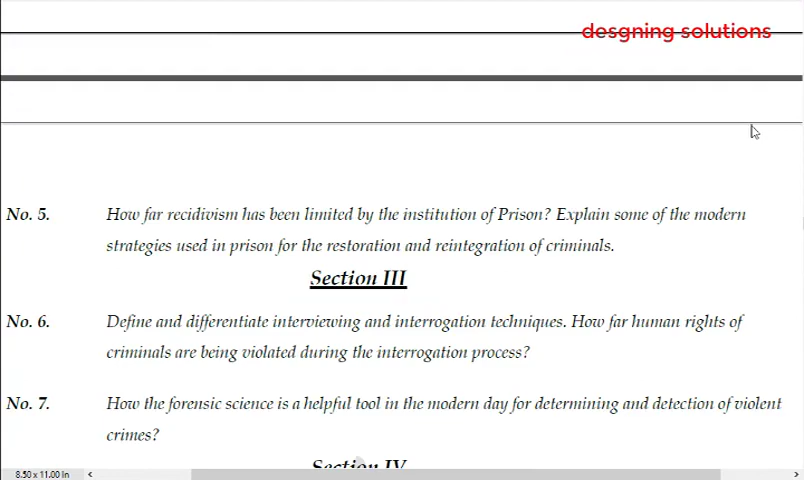 desgning solutions
No. 5. How far recidivism has been limited by the institution of Prison? Explain some of the modern
strategies used in prison for the restoration and reintegration of criminals.
Section III
No. 6. Define and differentiate interviewing and interrogation techniques. How far human rights of
criminals are being violated during the interrogation process?
No. 7. How the forensic science is a helpful tool in the modern day for determining and detection of violent
crimes?
Section IV
8.50 x 11.00 in